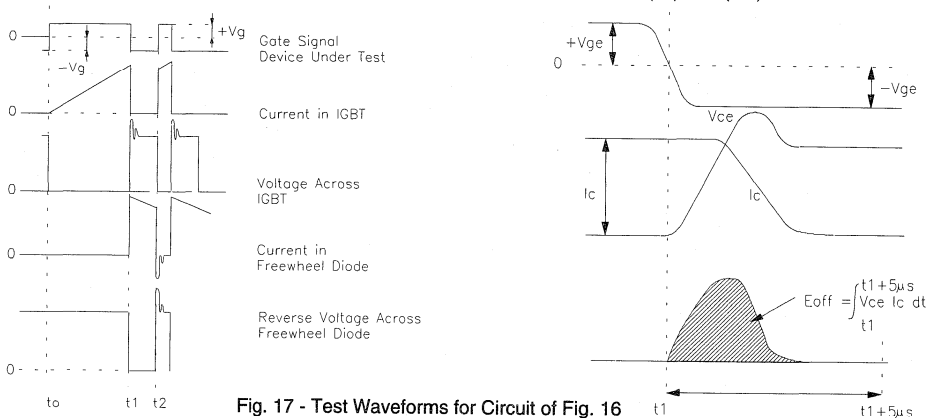 0
+Vg
-Vg
Gate Signal
Device Under Test
0
Current in IGBT
0
Voltage Across
IGBT
0
Current in
Freewheel Diode
Reverse Voltage Across
Freewheel Diode
0
to
t1
t2
+Vge
0
-Vge
Vce
Ic
Ic
Eoff = ∫ t1+5µs
Vce Ic dt
t1
t1
t1+5µs
Fig. 17 - Test Waveforms for Circuit of Fig. 16